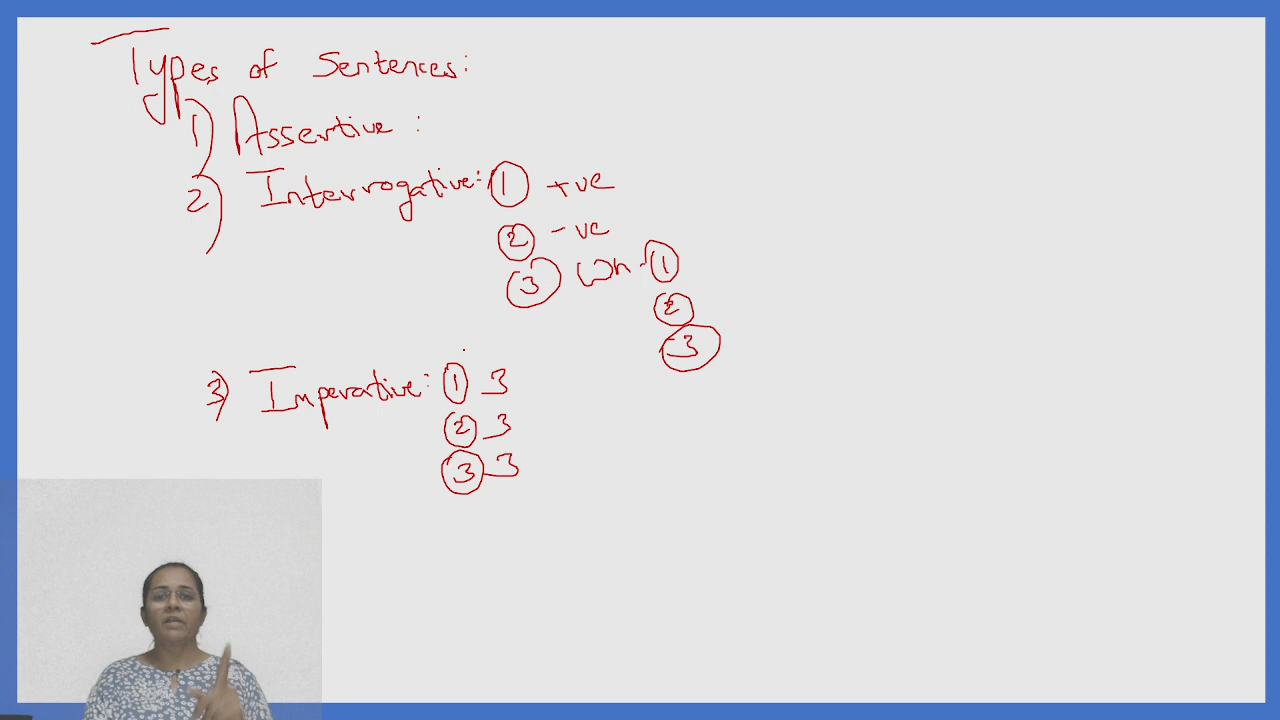 Types of Sentences:
1) Assertive:
2) Interrogative: 1 +ve
2 -ve
3 Wh - 1
2
3
3) Imperative: 1 3
2 3
3 3